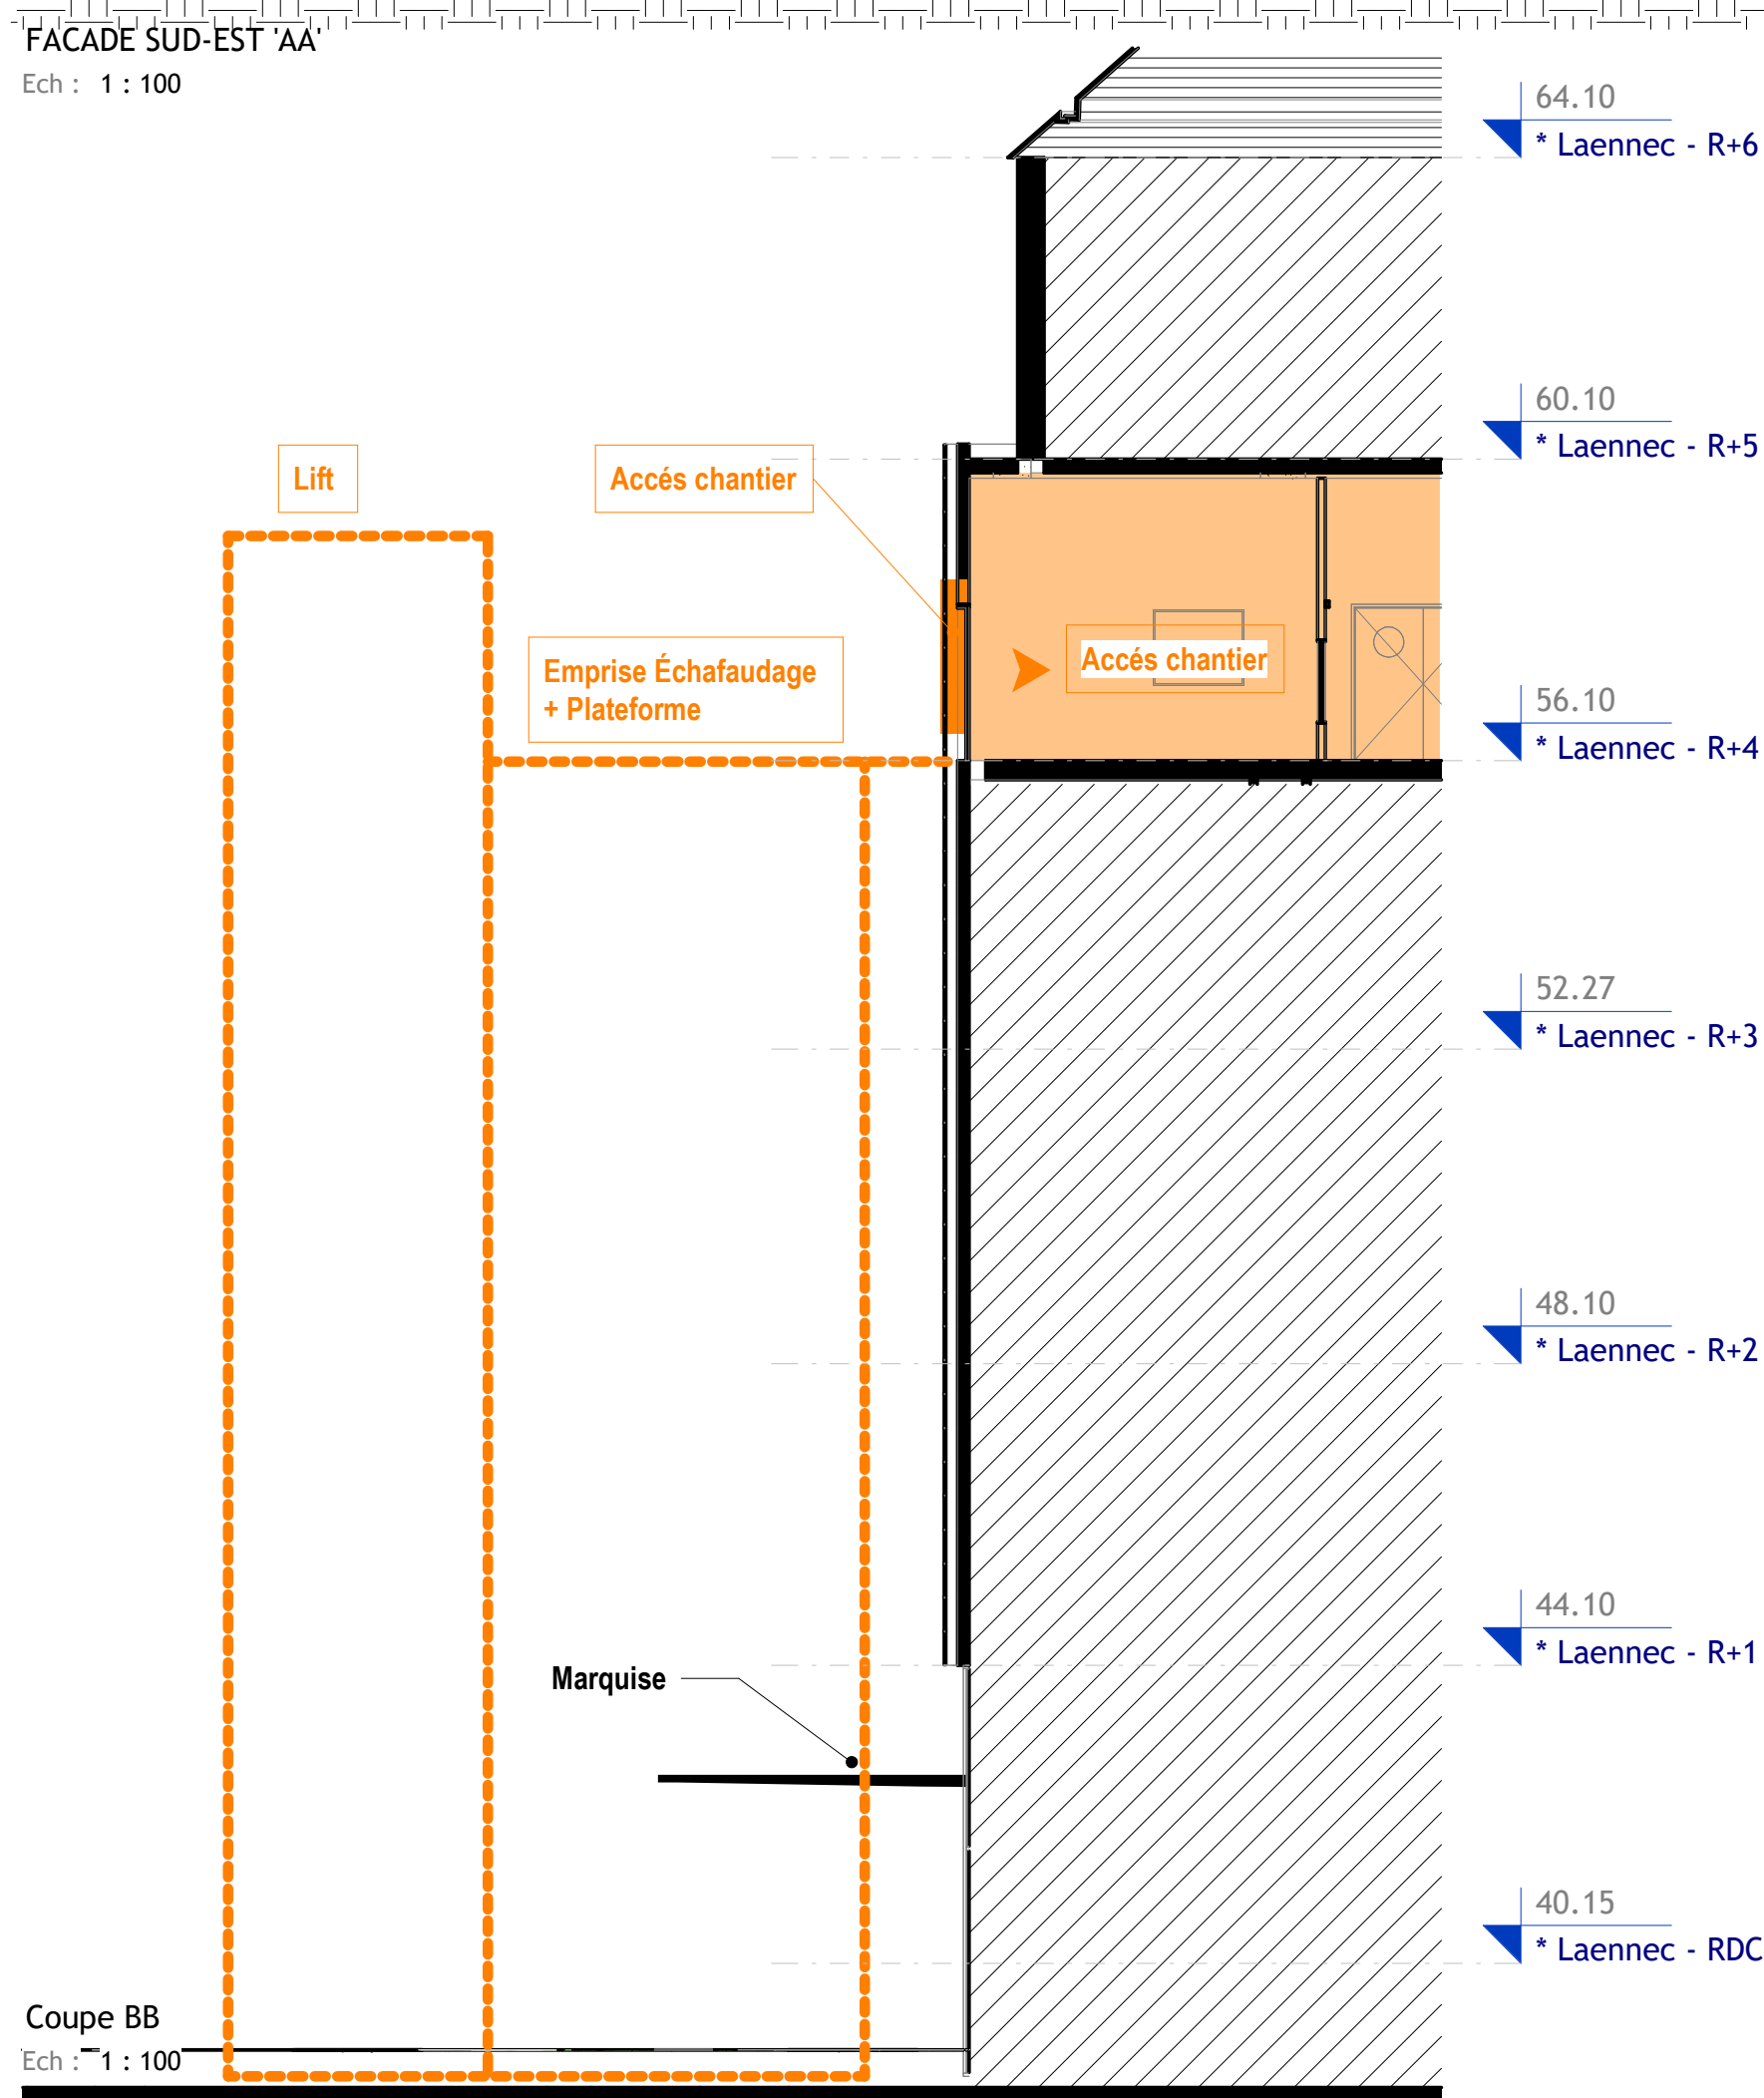 FACADE SUD-EST 'AA'
Ech : 1 : 100
64.10
* Laennec - R+6
60.10
* Laennec - R+5
Lift
Accés chantier
Emprise Échafaudage
+ Plateforme
Accés chantier
56.10
* Laennec - R+4
52.27
* Laennec - R+3
48.10
* Laennec - R+2
44.10
* Laennec - R+1
Marquise
40.15
* Laennec - RDC
Coupe BB
Ech : 1 : 100